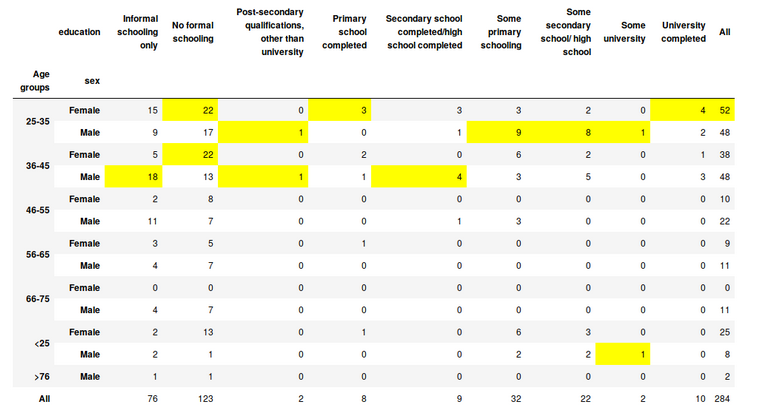 education Informal schooling only No formal schooling Post-secondary qualifications, other than university Primary school completed Secondary school completed/high school completed Some primary schooling Some secondary school/ high school Some university University completed All
Age groups sex
25-35 Female 15 22 0 3 3 3 2 0 4 52
Male 9 17 1 0 1 9 8 1 2 48
36-45 Female 5 22 0 2 0 6 2 0 1 38
Male 18 13 1 1 4 3 5 0 3 48
46-55 Female 2 8 0 0 0 0 0 0 0 10
Male 11 7 0 0 1 3 0 0 0 22
56-65 Female 3 5 0 1 0 0 0 0 0 9
Male 4 7 0 0 0 0 0 0 0 11
66-75 Female 0 0 0 0 0 0 0 0 0 0
Male 4 7 0 0 0 0 0 0 0 11
<25 Female 2 13 0 1 0 6 3 0 0 25
Male 2 1 0 0 0 2 2 1 0 8
>76 Male 1 1 0 0 0 0 0 0 0 2
All 76 123 2 8 9 32 22 2 10 284